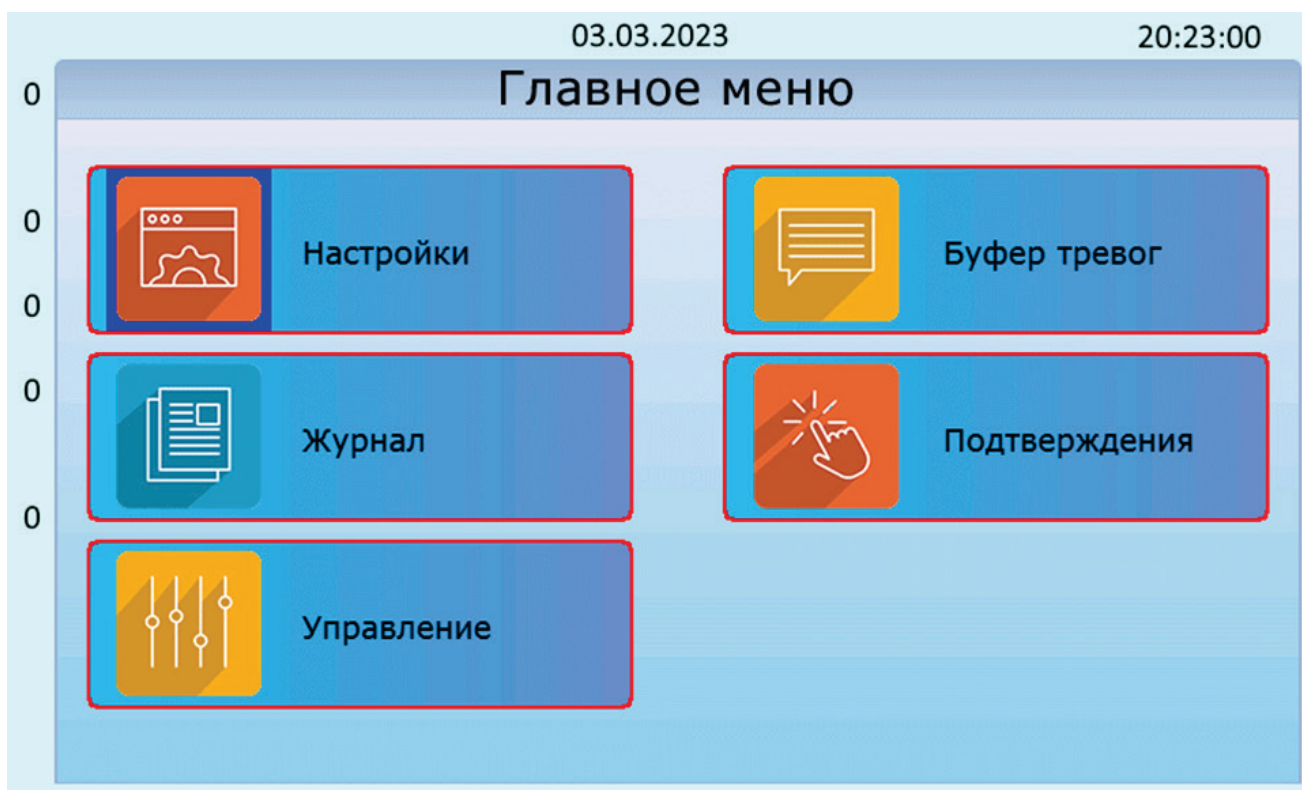 03.03.2023 20:23:00
0 Главное меню
0 Настройки Буфер тревог
0
0 Журнал Подтверждения
0
Управление